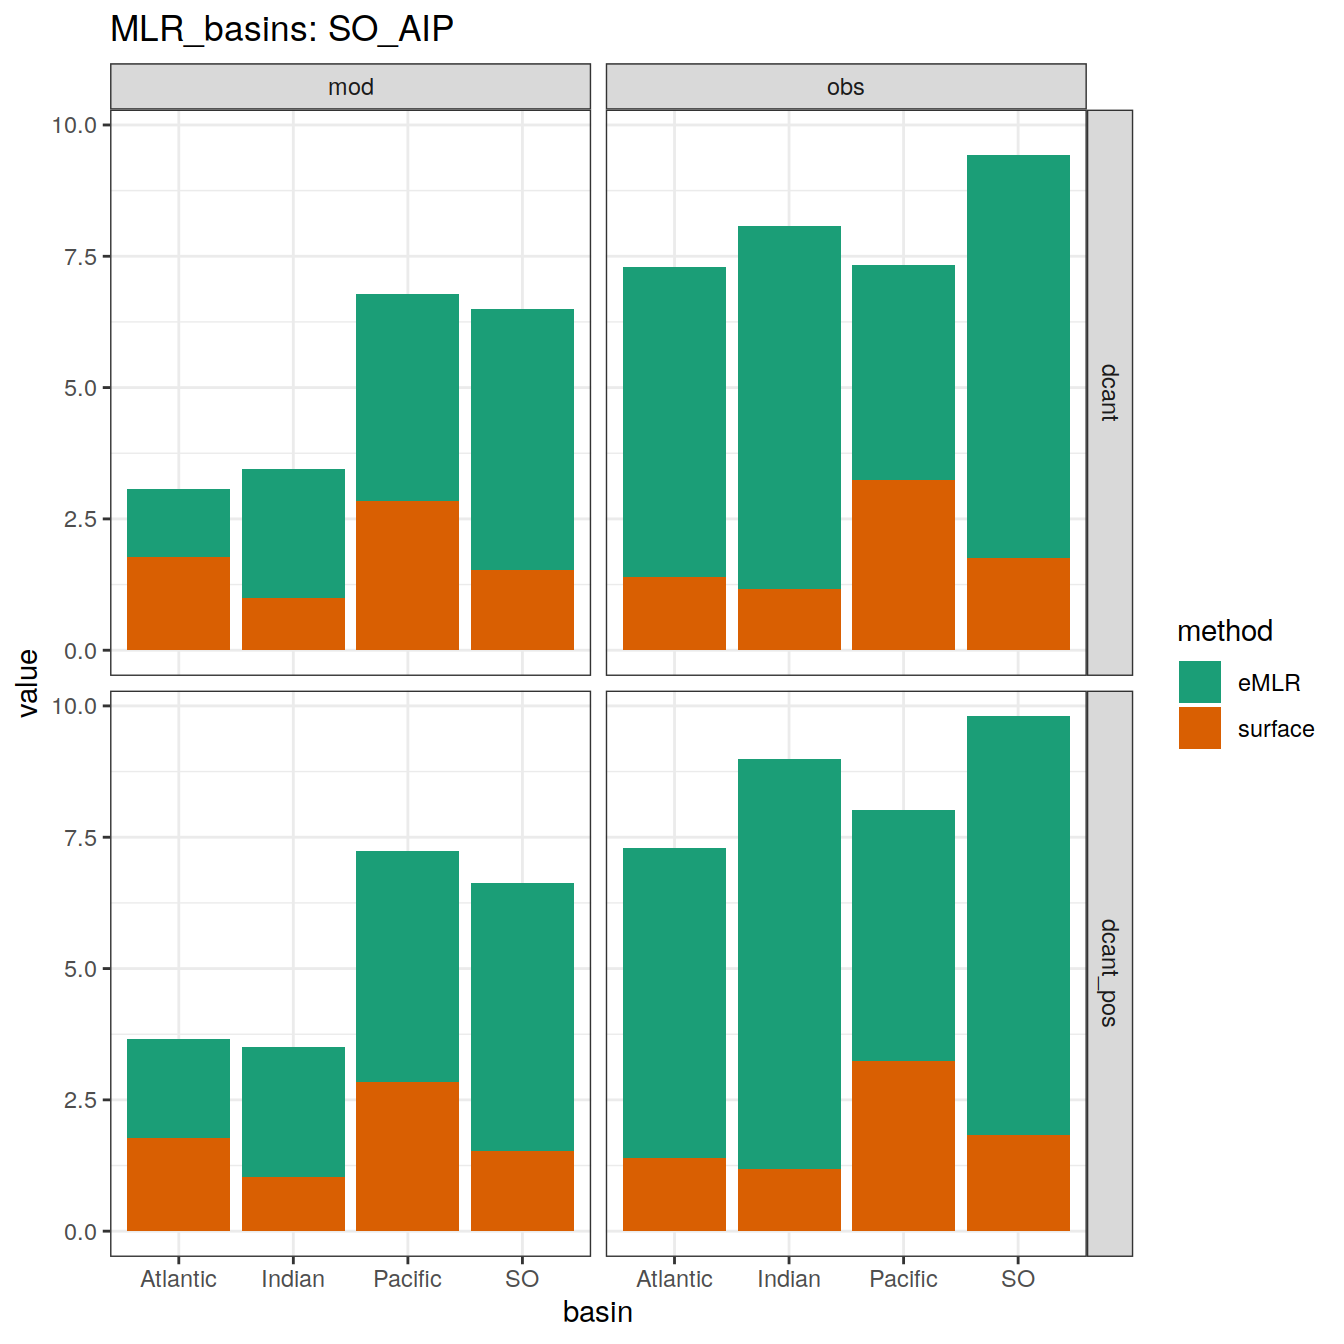 MLR_basins: SO_AIP
mod
obs
10.0
7.5
5.0
2.5
0.0
dcant
10.0
7.5
5.0
2.5
0.0
dcant_pos
value
Atlantic Indian Pacific SO
Atlantic Indian Pacific SO
basin
method
eMLR
surface